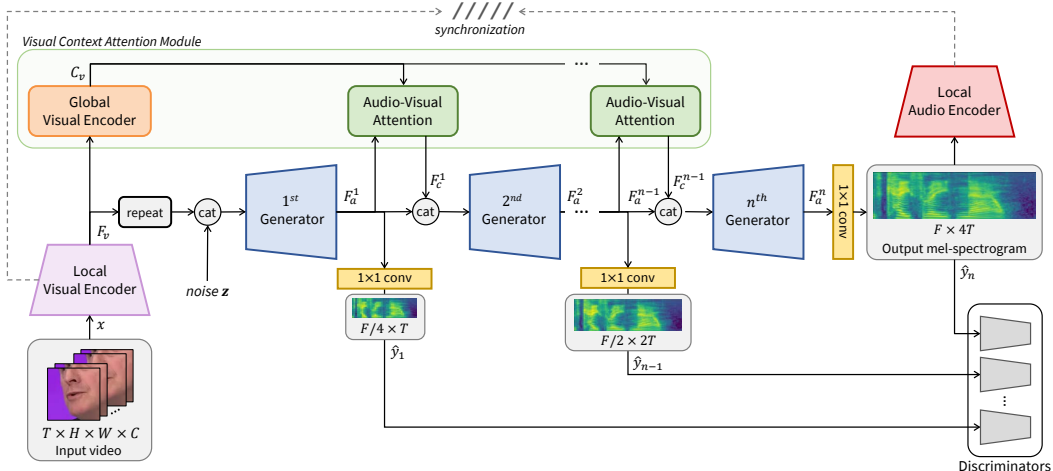 synchronization
Visual Context Attention Module
C_v
Global
Visual Encoder
Audio-Visual
Attention
...
Audio-Visual
Attention
Local
Audio Encoder
F_v
repeat
cat
noise z
1^{st}
Generator
F_a^1
F_c^1
cat
2^{nd}
Generator
F_a^2
...
F_a^{n-1}
F_c^{n-1}
cat
n^{th}
Generator
F_a^n
1×1 conv
F × 4T
Output mel-spectrogram
ŷ_n
Local
Visual Encoder
x
T × H × W × C
Input video
...
1×1 conv
F/4 × T
ŷ_1
1×1 conv
F/2 × 2T
ŷ_{n-1}
...
Discriminators